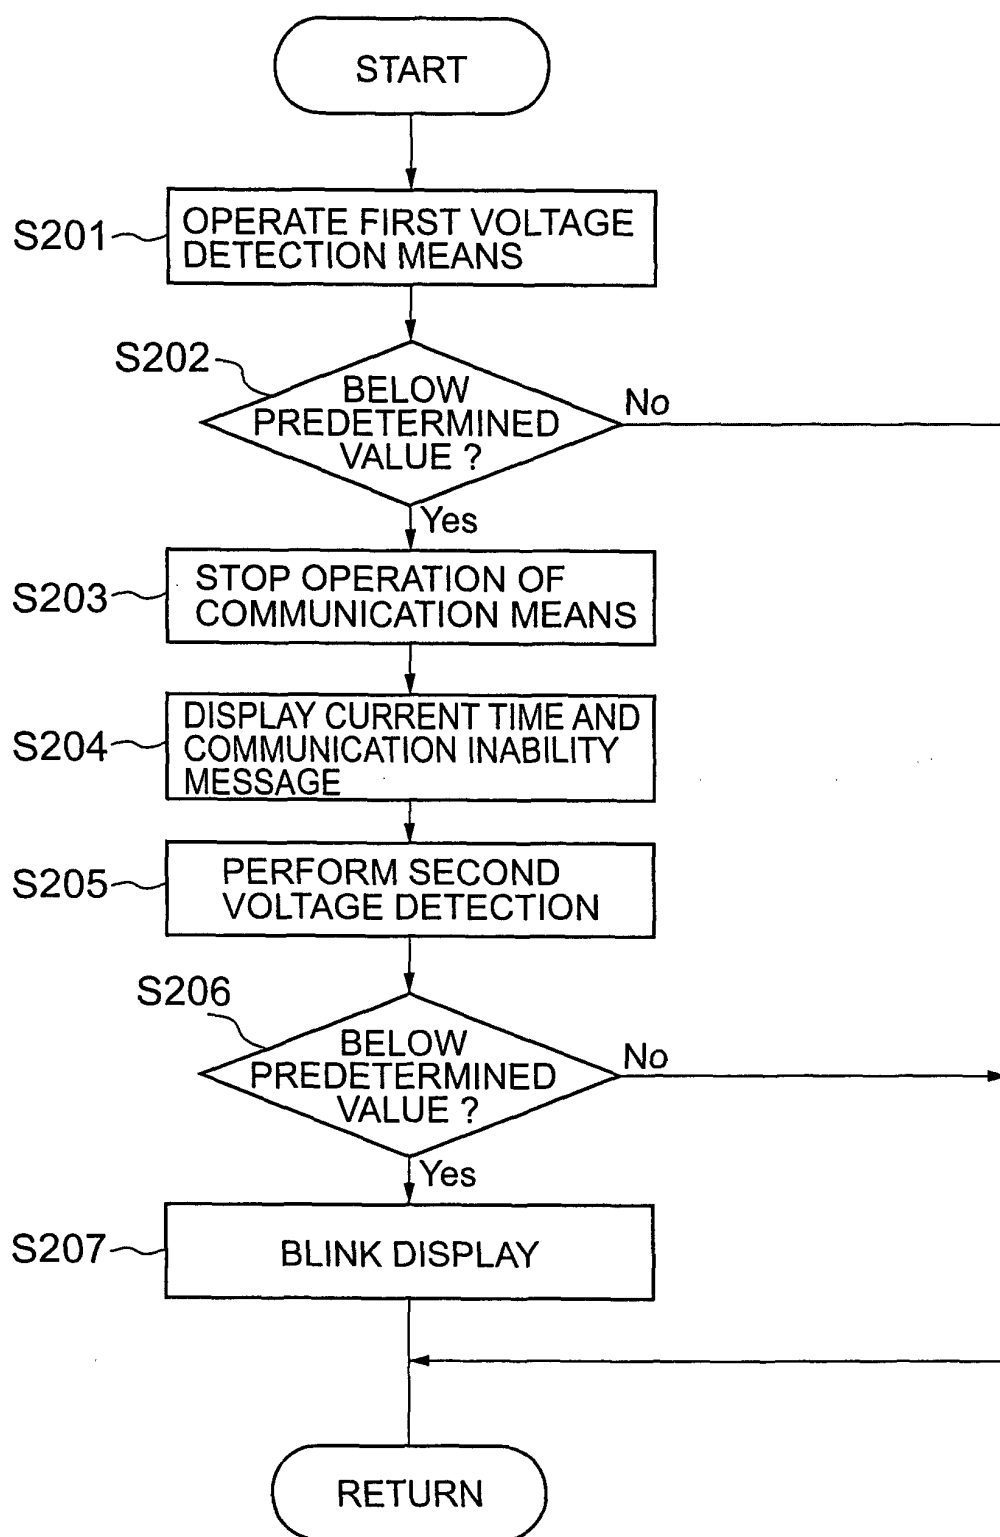 START
S201
OPERATE FIRST VOLTAGE
DETECTION MEANS
S202
BELOW
PREDETERMINED
VALUE ?
No
Yes
S203
STOP OPERATION OF
COMMUNICATION MEANS
S204
DISPLAY CURRENT TIME AND
COMMUNICATION INABILITY
MESSAGE
S205
PERFORM SECOND
VOLTAGE DETECTION
S206
BELOW
PREDETERMINED
VALUE ?
No
Yes
S207
BLINK DISPLAY
RETURN